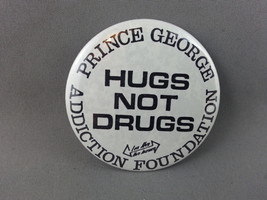 PRINCE GEORGE
HUGS
NOT
DRUGS
ADDICTION FOUNDATION